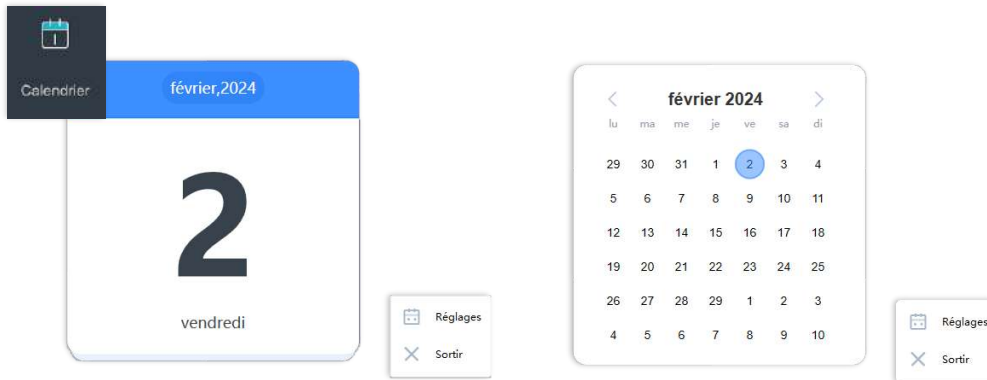 Calendrier
février,2024
2
vendredi
Réglages
Sortir
février 2024
lu ma me je ve sa di
29 30 31 1 2 3 4
5 6 7 8 9 10 11
12 13 14 15 16 17 18
19 20 21 22 23 24 25
26 27 28 29 1 2 3
4 5 6 7 8 9 10
Réglages
Sortir